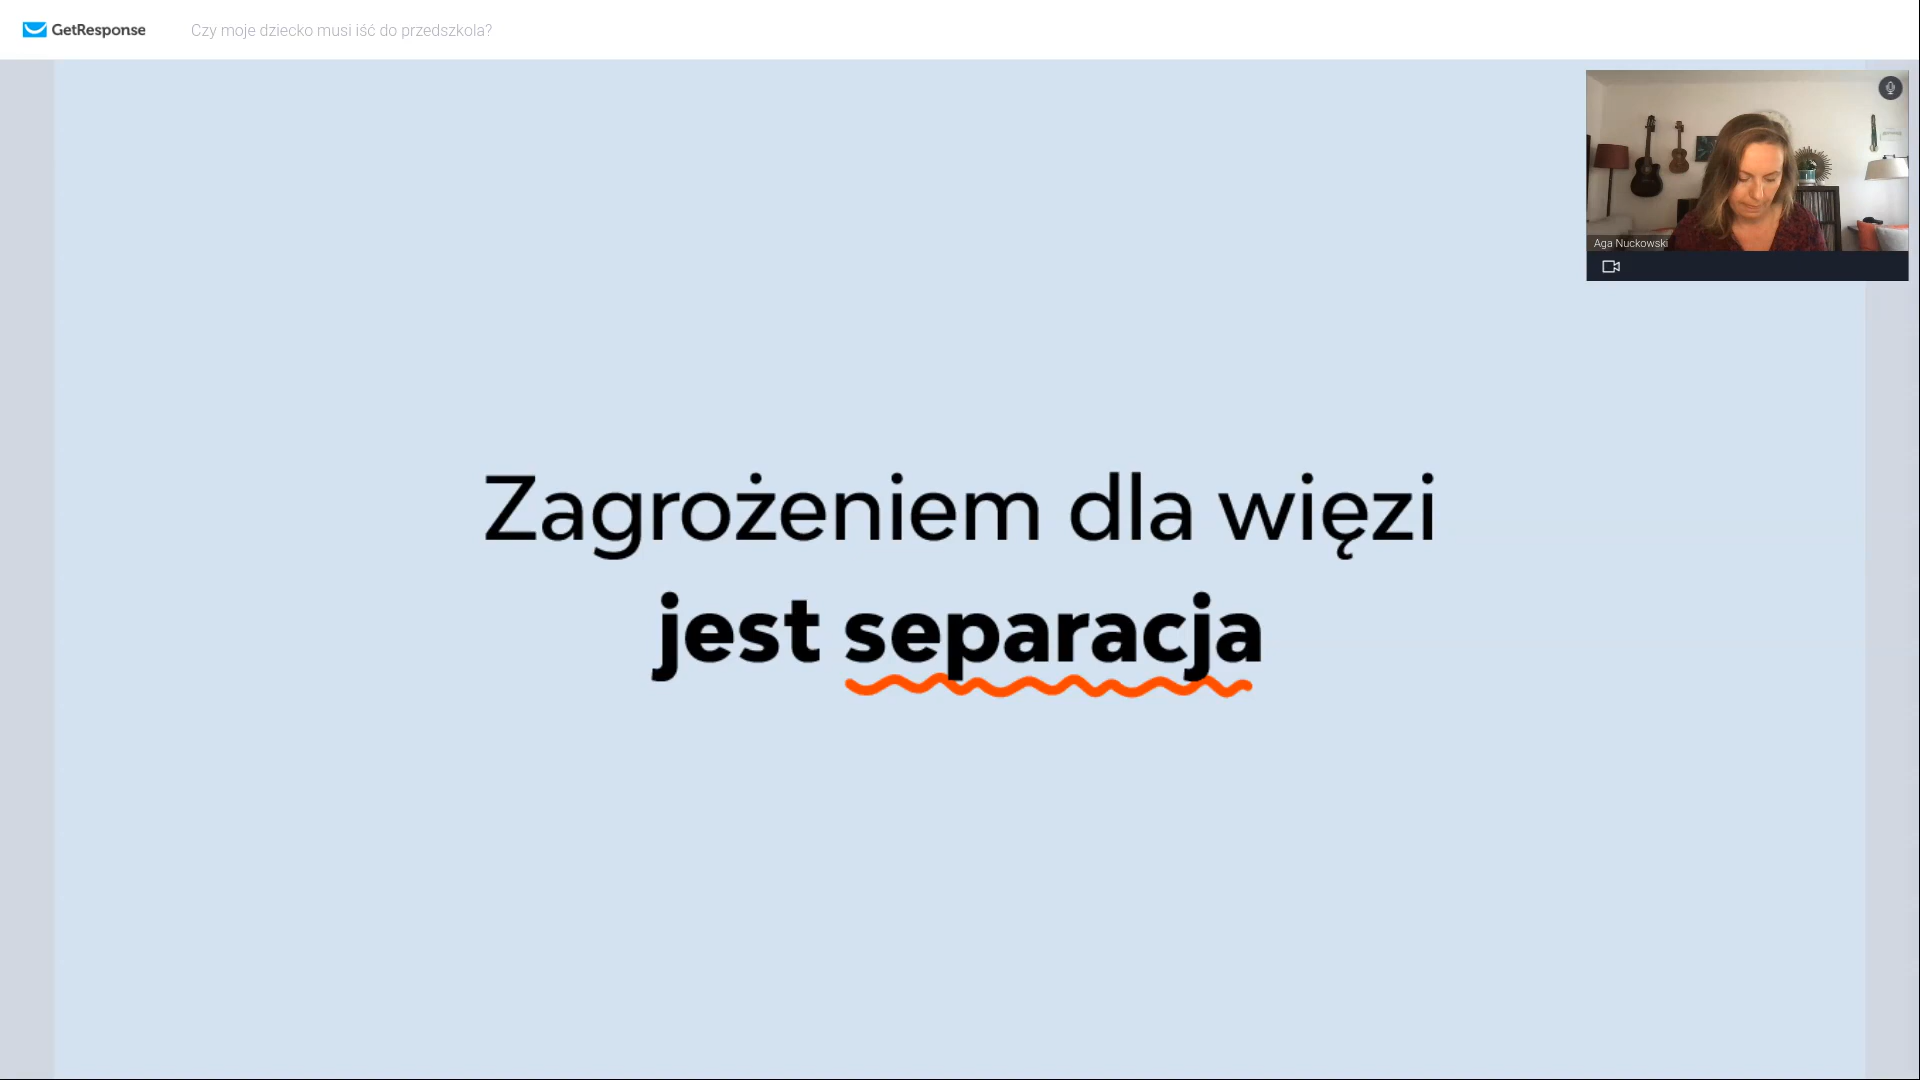 GetResponse
Czy moje dziecko musi iść do przedszkola?
Aga Nuckowski
Zagrożeniem dla więzi
jest separacja